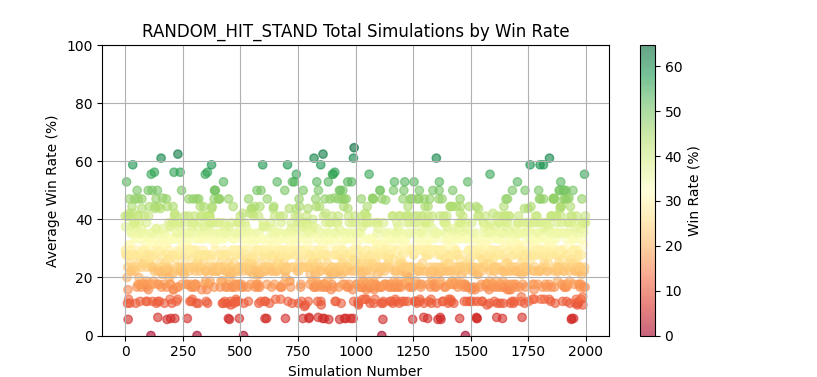 RANDOM_HIT_STAND Total Simulations by Win Rate
100
80
60
40
20
0
Average Win Rate (%)
0 250 500 750 1000 1250 1500 1750 2000
Simulation Number
60
50
40
30
20
10
0
Win Rate (%)